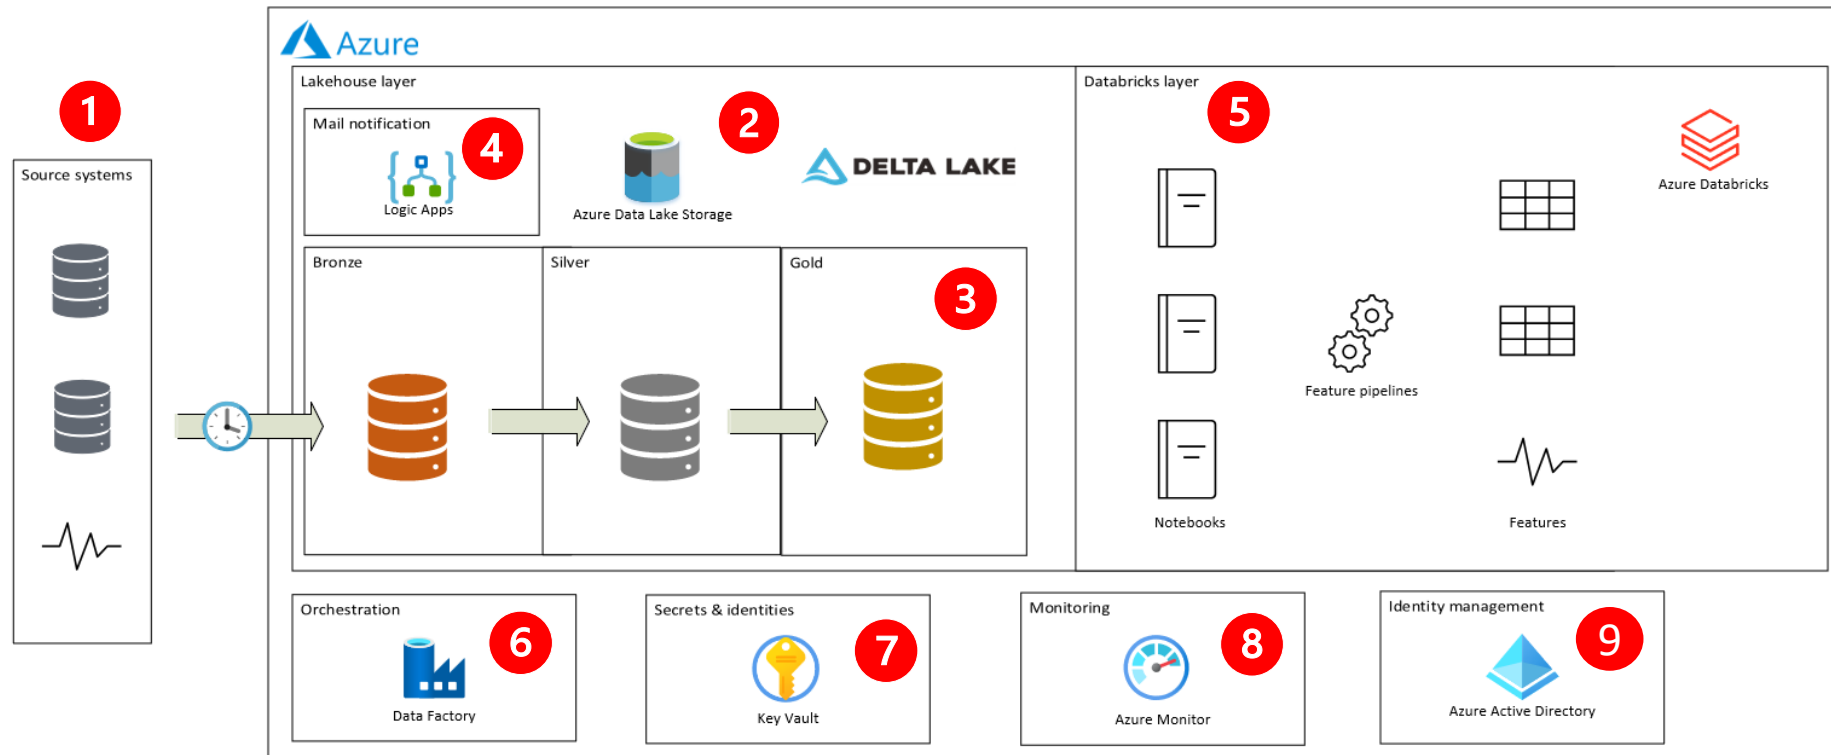 Azure
Lakehouse layer
Databricks layer
1
Source systems
Mail notification
4
Logic Apps
2
Azure Data Lake Storage
DELTA LAKE
5
Azure Databricks
Bronze
Silver
Gold
3
Feature pipelines
Notebooks
Features
Orchestration
6
Data Factory
Secrets & identities
7
Key Vault
Monitoring
8
Azure Monitor
Identity management
9
Azure Active Directory